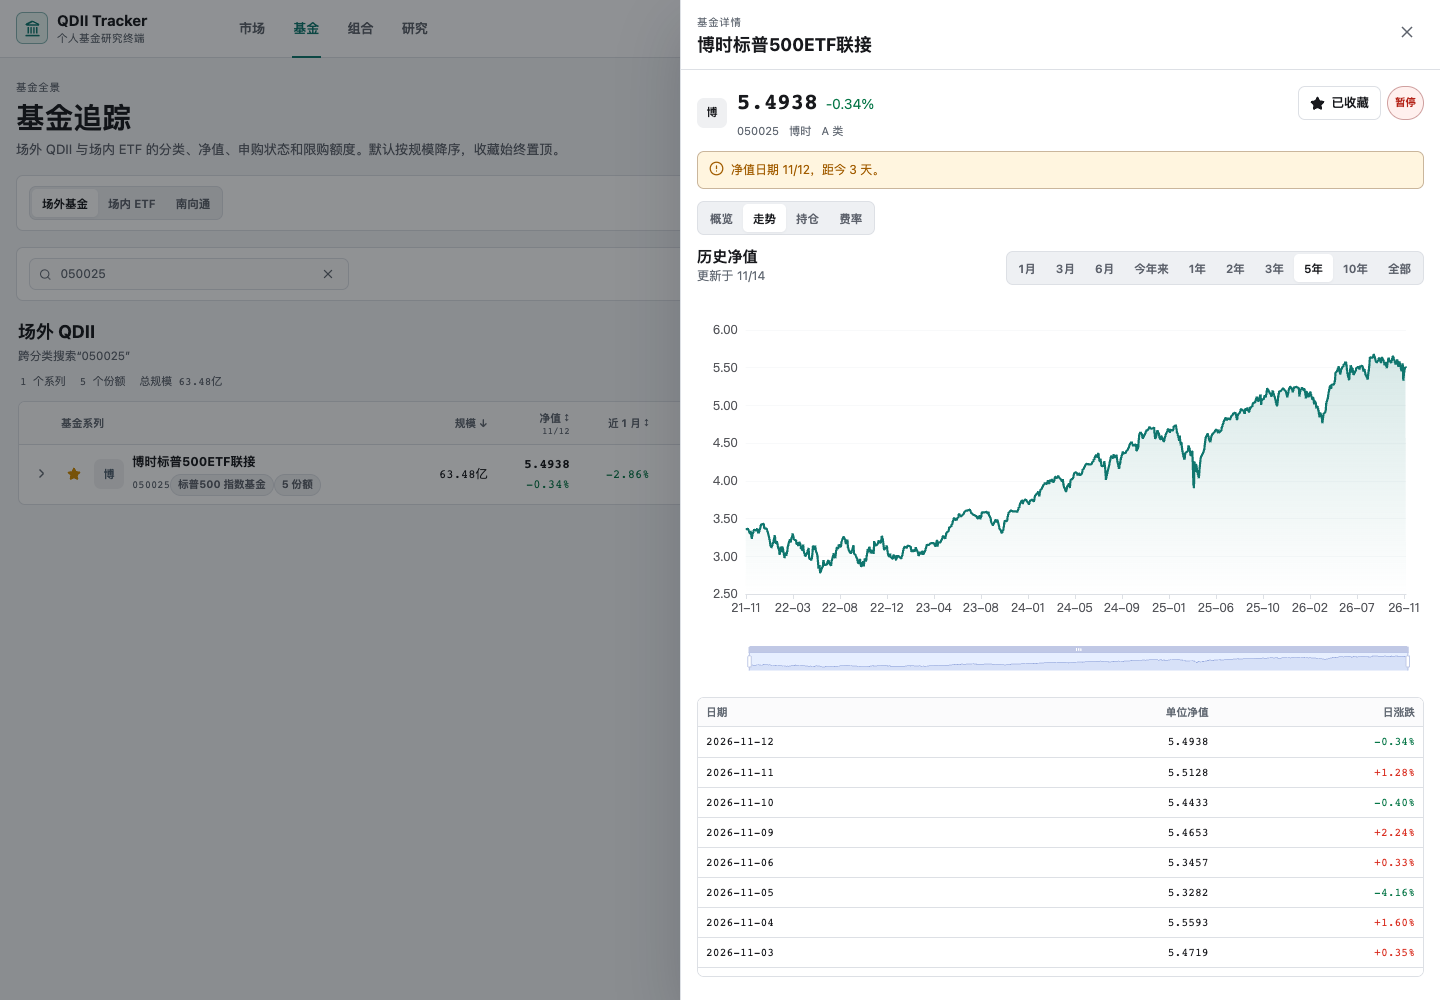 QDII Tracker
个人基金研究终端
市场 基金 组合 研究
基金全景
基金追踪
场外 QDII 与场内 ETF 的分类、净值、申购状态和限购额度。默认按规模降序，收藏始终置顶。
场外基金 场内 ETF 南向通
050025
场外 QDII
跨分类搜索“050025”
1 个系列 5 个份额 总规模 63.48亿
基金系列 规模 ↓ 净值 ↕ 近 1 月 ↕
11/12
博时标普500ETF联接
050025 标普500 指数基金 5 份额
博 63.48亿 5.4938 -2.86%
-0.34%
基金详情
博时标普500ETF联接
博
5.4938 -0.34%
050025 博时 A 类
已收藏 暂停
净值日期 11/12，距今 3 天。
概览 走势 持仓 费率
历史净值
更新于 11/14
1月 3月 6月 今年来 1年 2年 3年 5年 10年 全部
6.00
5.50
5.00
4.50
4.00
3.50
3.00
2.50
21-11 22-03 22-08 22-12 23-04 23-08 24-01 24-05 24-09 25-01 25-06 25-10 26-02 26-07 26-11
日期 单位净值 日涨跌
2026-11-12 5.4938 -0.34%
2026-11-11 5.5128 +1.28%
2026-11-10 5.4433 -0.40%
2026-11-09 5.4653 +2.24%
2026-11-06 5.3457 +0.33%
2026-11-05 5.3282 -4.16%
2026-11-04 5.5593 +1.60%
2026-11-03 5.4719 +0.35%